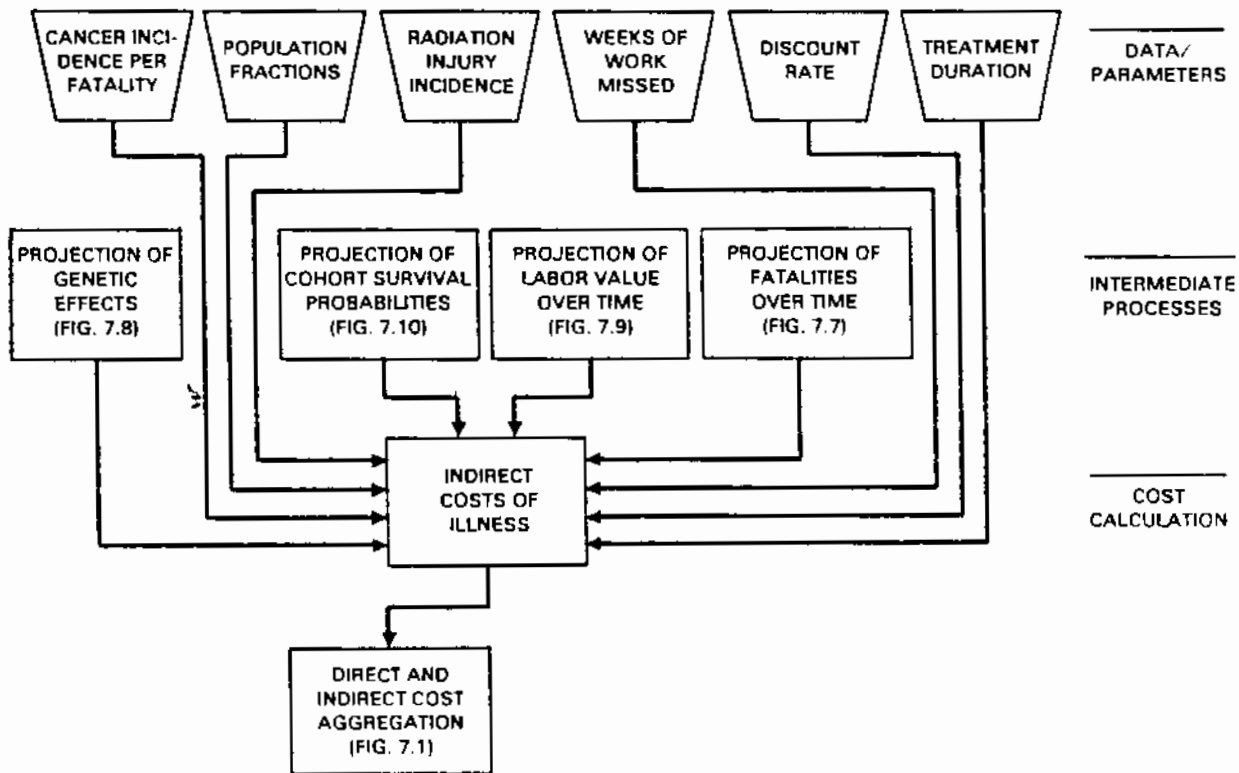 CANCER INCI-
DENCE PER
FATALITY
POPULATION
FRACTIONS
RADIATION
INJURY
INCIDENCE
WEEKS OF
WORK
MISSED
DISCOUNT
RATE
TREATMENT
DURATION
DATA/
PARAMETERS
PROJECTION OF
GENETIC
EFFECTS
(FIG. 7.8)
PROJECTION OF
COHORT SURVIVAL
PROBABILITIES
(FIG. 7.10)
PROJECTION OF
LABOR VALUE
OVER TIME
(FIG. 7.9)
PROJECTION OF
FATALITIES
OVER TIME
(FIG. 7.7)
INTERMEDIATE
PROCESSES
INDIRECT
COSTS OF
ILLNESS
COST
CALCULATION
DIRECT AND
INDIRECT COST
AGGREGATION
(FIG. 7.1)